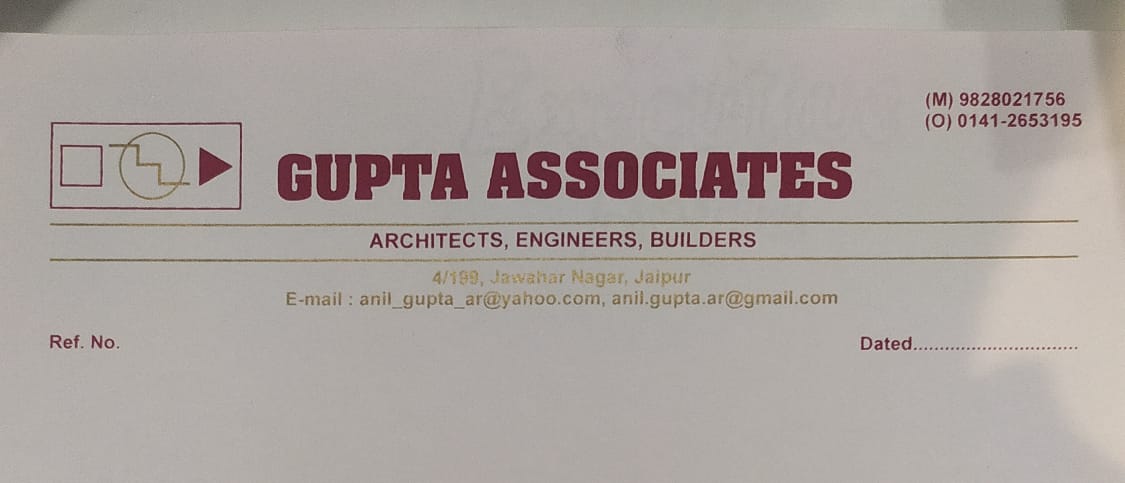 (M) 9828021756
(O) 0141-2653195
GUPTA ASSOCIATES
ARCHITECTS, ENGINEERS, BUILDERS
4/199, Jawahar Nagar, Jaipur
E-mail : anil_gupta_ar@yahoo.com, anil.gupta.ar@gmail.com
Ref. No.
Dated................................